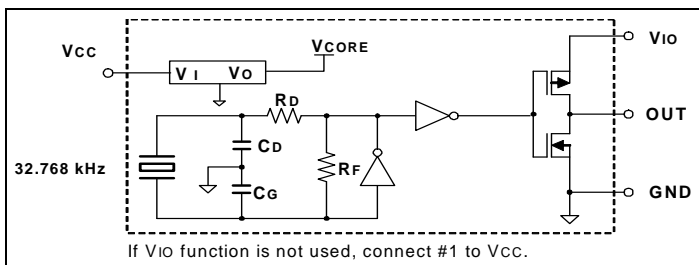 VCC
VI VO
VCORE
VIO
RD
OUT
CD
32.768 kHz
RF
CG
GND
If VIO function is not used, connect #1 to VCC.